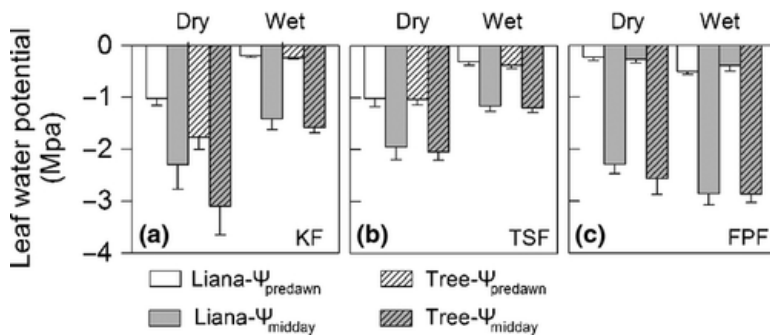 Dry Wet Dry Wet Dry Wet
Leaf water potential
(Mpa)
0
−1
−2
−3
−4
(a) KF (b) TSF (c) FPF
Liana-Ψpredawn Tree-Ψpredawn
Liana-Ψmidday Tree-Ψmidday